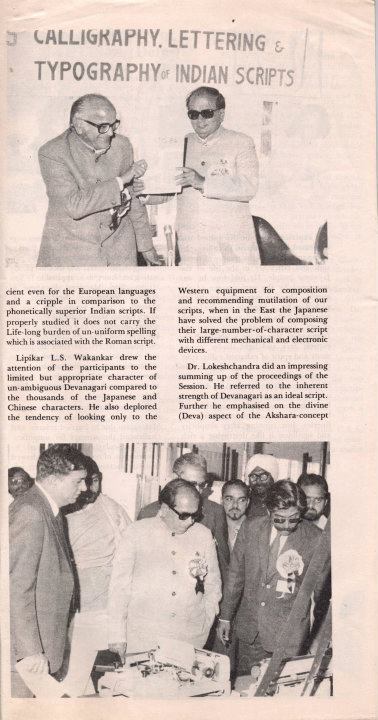 CALLIGRAPHY, LETTERING &
TYPOGRAPHY OF INDIAN SCRIPTS
cient even for the European languages
and a cripple in comparison to the
phonetically superior Indian scripts. If
properly studied it does not carry the
Life-long burden of un-uniform spelling
which is associated with the Roman script.
Lipikar L.S. Wakankar drew the
attention of the participants to the
limited but appropriate character of
un-ambiguous Devanagari compared to
the thousands of the Japanese and
Chinese characters. He also deplored
the tendency of looking only to the
Western equipment for composition
and recommending mutilation of our
scripts, when in the East the Japanese
have solved the problem of composing
their large-number-of-character script
with different mechanical and electronic
devices.
Dr. Lokeshchandra did an impressing
summing up of the proceedings of the
Session. He referred to the inherent
strength of Devanagari as an ideal script.
Further he emphasised on the divine
(Deva) aspect of the Akshara-concept